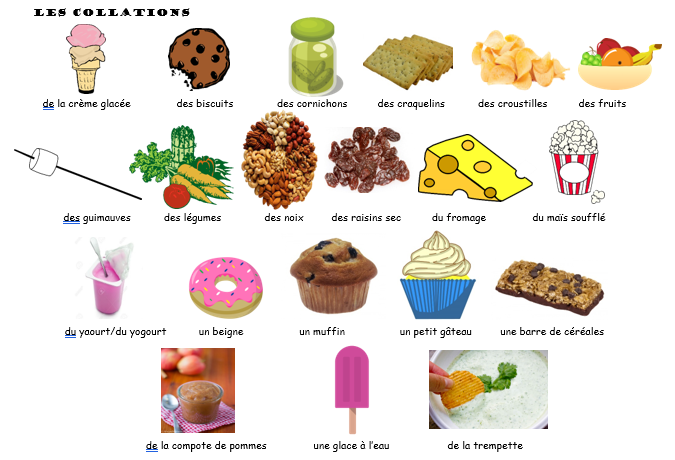 LES COLLATIONS
de la crème glacée des biscuits des cornichons des craquelins des croustilles des fruits
des guimauves des légumes des noix des raisins sec du fromage du maïs soufflé
du yaourt/du yogourt un beigne un muffin un petit gâteau une barre de céréales
de la compote de pommes une glace à l'eau de la trempette